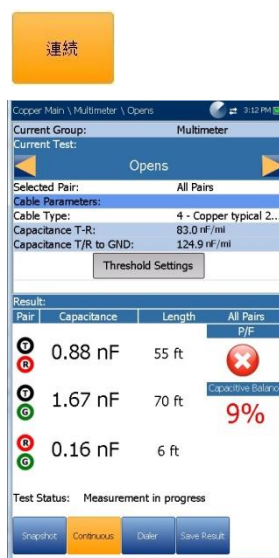 連続
Copper Main \ Multimeter \ Opens 3:12 PM
Current Group: Multimeter
Current Test:
Opens
Selected Pair: All Pairs
Cable Parameters:
Cable Type: 4 - Copper typical 2...
Capacitance T-R: 83.0 nF/mi
Capacitance T/R to GND: 124.9 nF/mi
Threshold Settings
Result:
Pair Capacitance Length All Pairs
P/F
T
R
0.88 nF 55 ft
Capacitive Balanc
9%
T
G
1.67 nF 70 ft
R
G
0.16 nF 6 ft
Test Status: Measurement in progress
Snapshot Continuous Dialer Save Result